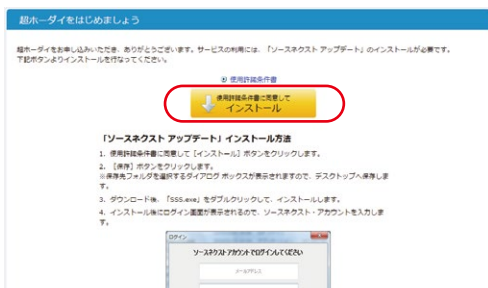 超ホーダイをはじめましょう
超ホーダイをお申し込みいただき、ありがとうございます。サービスの利用には、「ソースネクスト アップデート」のインストールが必要です。
下記ボタンよりインストールを行なってください。
使用許諾条件書
使用許諾条件書に同意して
インストール
「ソースネクスト アップデート」インストール方法
1. 使用許諾条件書に同意して［インストール］ボタンをクリックします。
2. ［保存］ボタンをクリックします。
※保存先フォルダを選択するダイアログ ボックスが表示されますので、デスクトップへ保存しま
す。
3. ダウンロード後、「SSS.exe」をダブルクリックして、インストールします。
4. インストール後にログイン画面が表示されるので、ソースネクスト・アカウントを入力しま
す。
ログイン
ソースネクストアカウントでログインしてください
メールアドレス